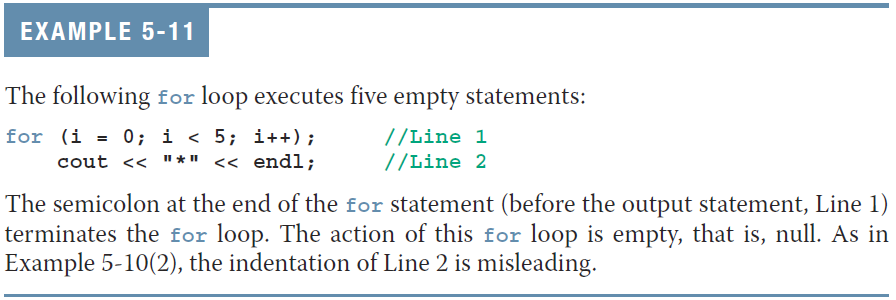 EXAMPLE 5-11
The following for loop executes five empty statements:
for (i = 0; i < 5; i++);        //Line 1
    cout << "*" << endl;        //Line 2
The semicolon at the end of the for statement (before the output statement, Line 1)
terminates the for loop. The action of this for loop is empty, that is, null. As in
Example 5-10(2), the indentation of Line 2 is misleading.